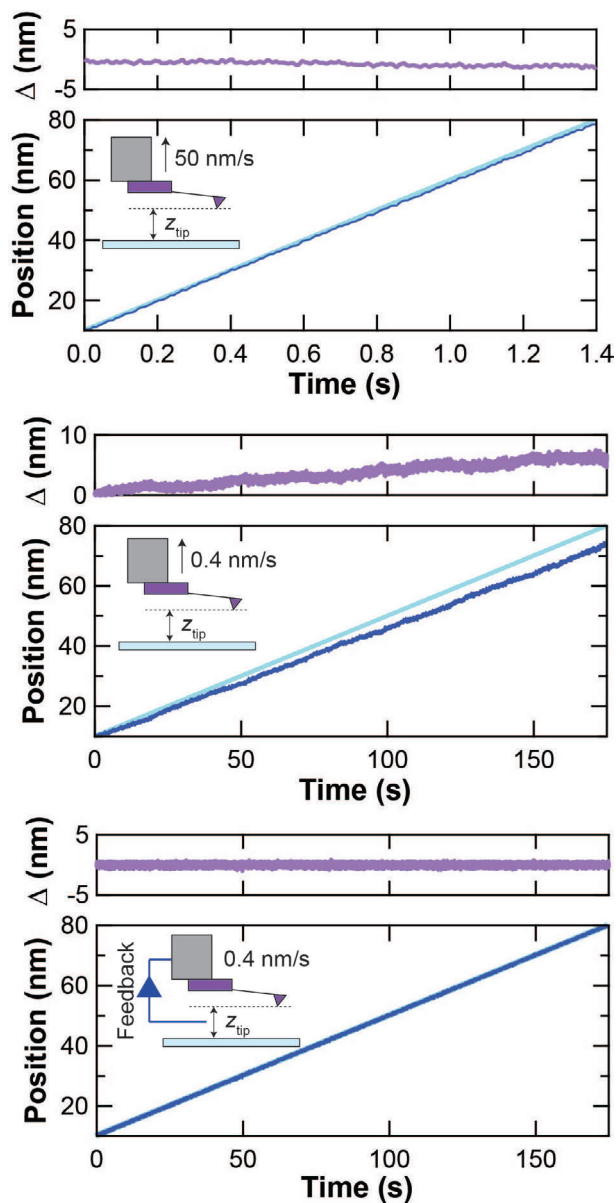 Δ (nm)
5
-5
Position (nm)
80
60
40
20
50 nm/s
z tip
0.0 0.2 0.4 0.6 0.8 1.0 1.2 1.4
Time (s)
Δ (nm)
10
0
Position (nm)
80
60
40
20
0.4 nm/s
z tip
0 50 100 150
Time (s)
Δ (nm)
5
-5
Position (nm)
80
60
40
20
Feedback
0.4 nm/s
z tip
0 50 100 150
Time (s)